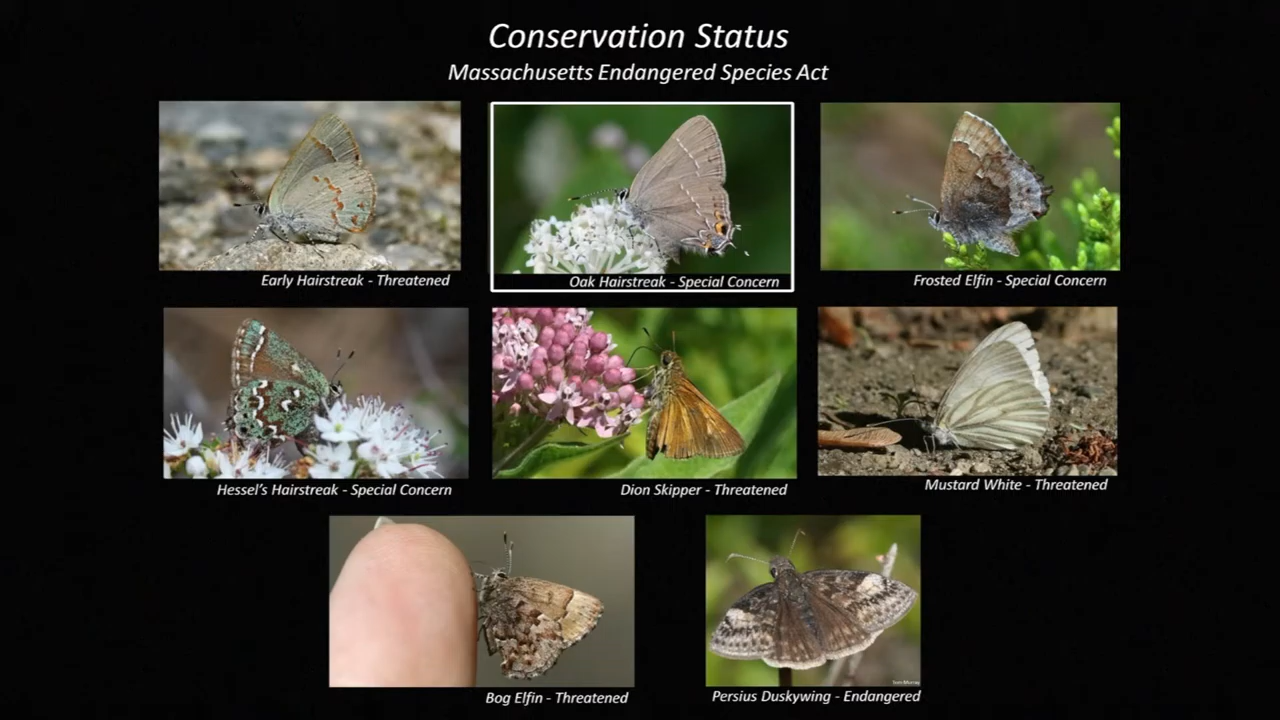 Conservation Status
Massachusetts Endangered Species Act
Early Hairstreak - Threatened
Oak Hairstreak - Special Concern
Frosted Elfin - Special Concern
Hessel's Hairstreak - Special Concern
Dion Skipper - Threatened
Mustard White - Threatened
Bog Elfin - Threatened
Persius Duskywing - Endangered